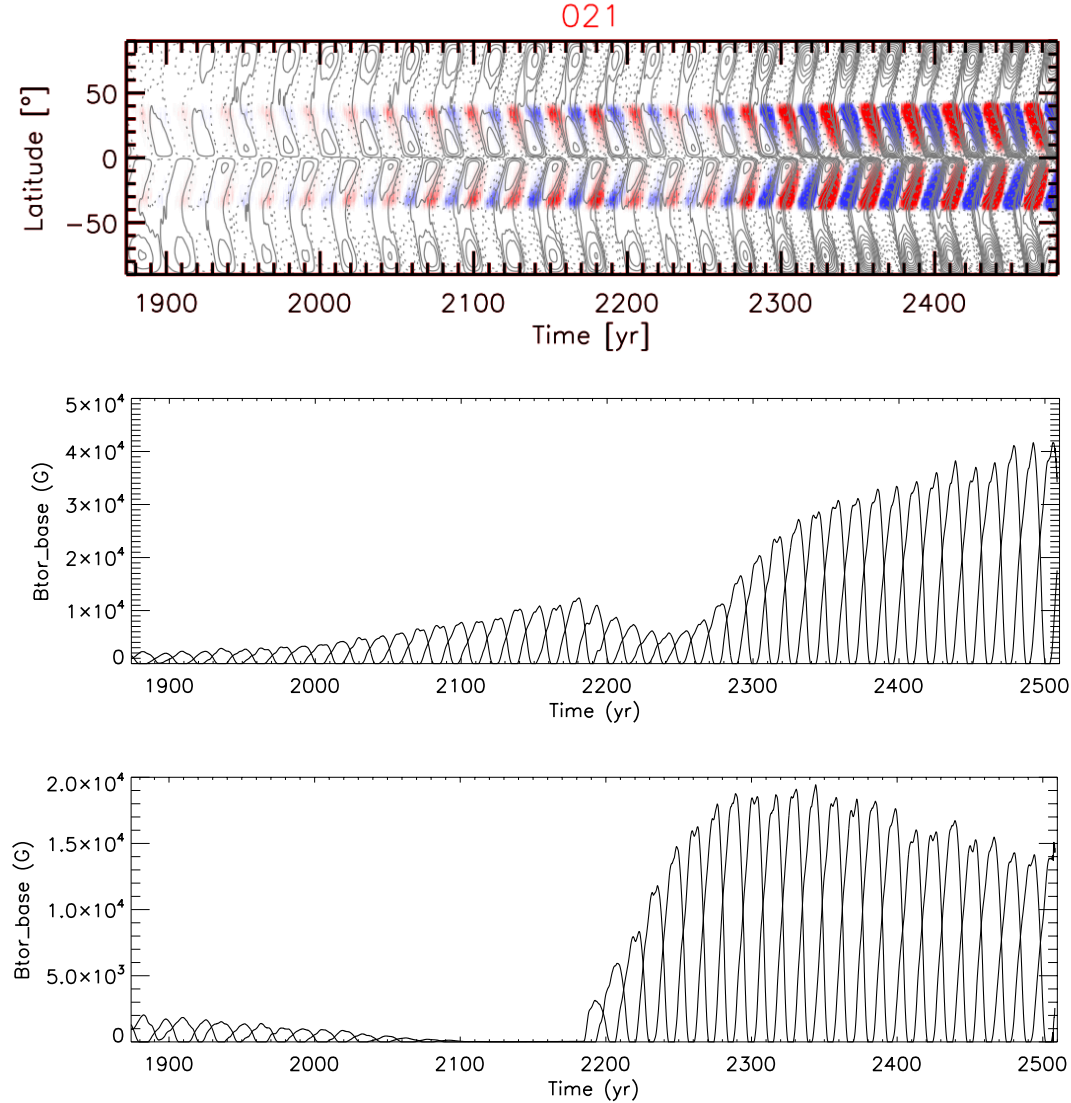 O21
Latitude [°]
50
0
−50
1900 2000 2100 2200 2300 2400
Time [yr]
Btor_base (G)
5×10⁴
4×10⁴
3×10⁴
2×10⁴
1×10⁴
0
1900 2000 2100 2200 2300 2400 2500
Time (yr)
Btor_base (G)
2.0×10⁴
1.5×10⁴
1.0×10⁴
5.0×10³
0
1900 2000 2100 2200 2300 2400 2500
Time (yr)